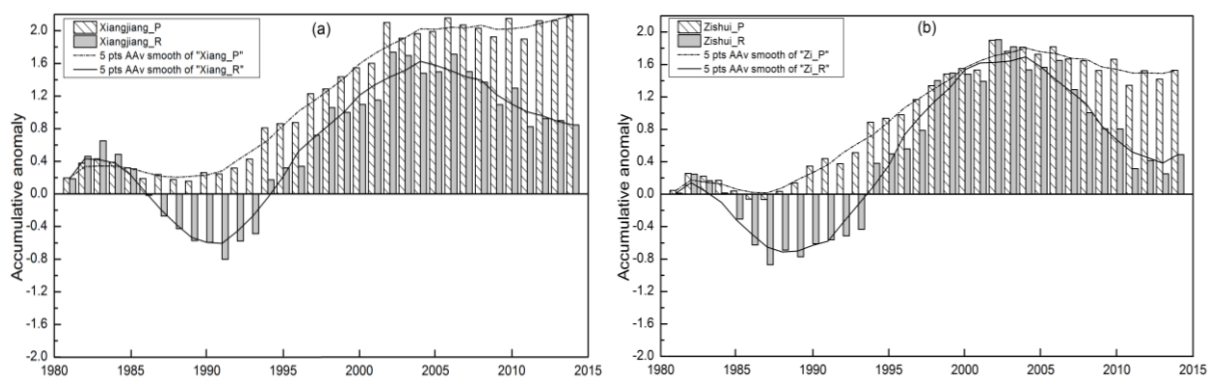 2.0
1.6
1.2
0.8
0.4
0.0
-0.4
-0.8
-1.2
-1.6
-2.0
Accumulative anomaly
Xiangjiang_P
Xiangjiang_R
5 pts AAv smooth of "Xiang_P"
5 pts AAv smooth of "Xiang_R"
(a)
1980 1985 1990 1995 2000 2005 2010 2015
2.0
1.6
1.2
0.8
0.4
0.0
-0.4
-0.8
-1.2
-1.6
-2.0
Accumulative anomaly
Zishui_P
Zishui_R
5 pts AAv smooth of "Zi_P"
5 pts AAv smooth of "Zi_R"
(b)
1980 1985 1990 1995 2000 2005 2010 2015